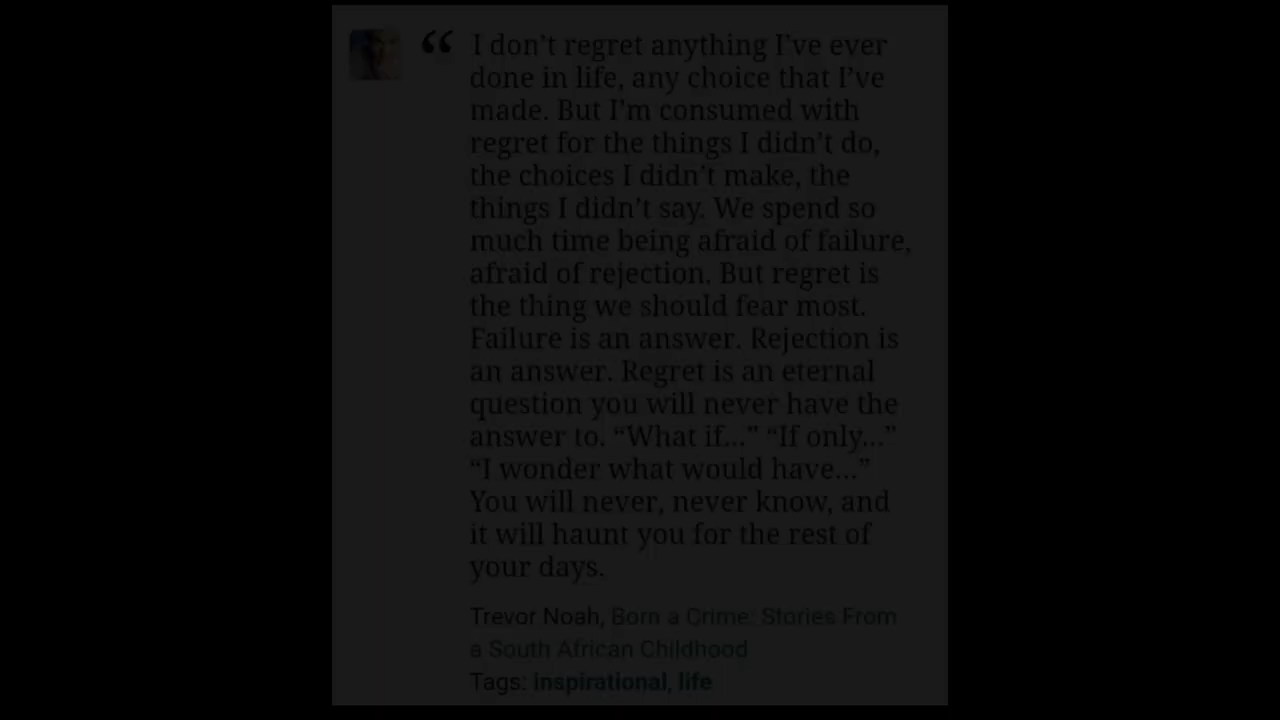 “ I don’t regret anything I’ve ever
done in life, any choice that I’ve
made. But I’m consumed with
regret for the things I didn’t do,
the choices I didn’t make, the
things I didn’t say. We spend so
much time being afraid of failure,
afraid of rejection. But regret is
the thing we should fear most.
Failure is an answer. Rejection is
an answer. Regret is an eternal
question you will never have the
answer to. “What if...” “If only...”
“I wonder what would have...”
You will never, never know, and
it will haunt you for the rest of
your days.
Trevor Noah, Born a Crime: Stories From
a South African Childhood
Tags: inspirational, life